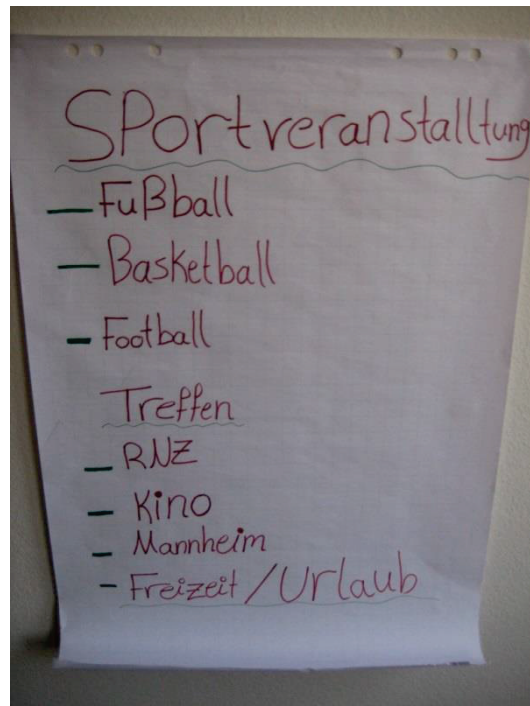 SPortveranstalltung
— Fußball
— Basketball
— Football
Treffen
— RNZ
— Kino
— Mannheim
- Freizeit / Urlaub